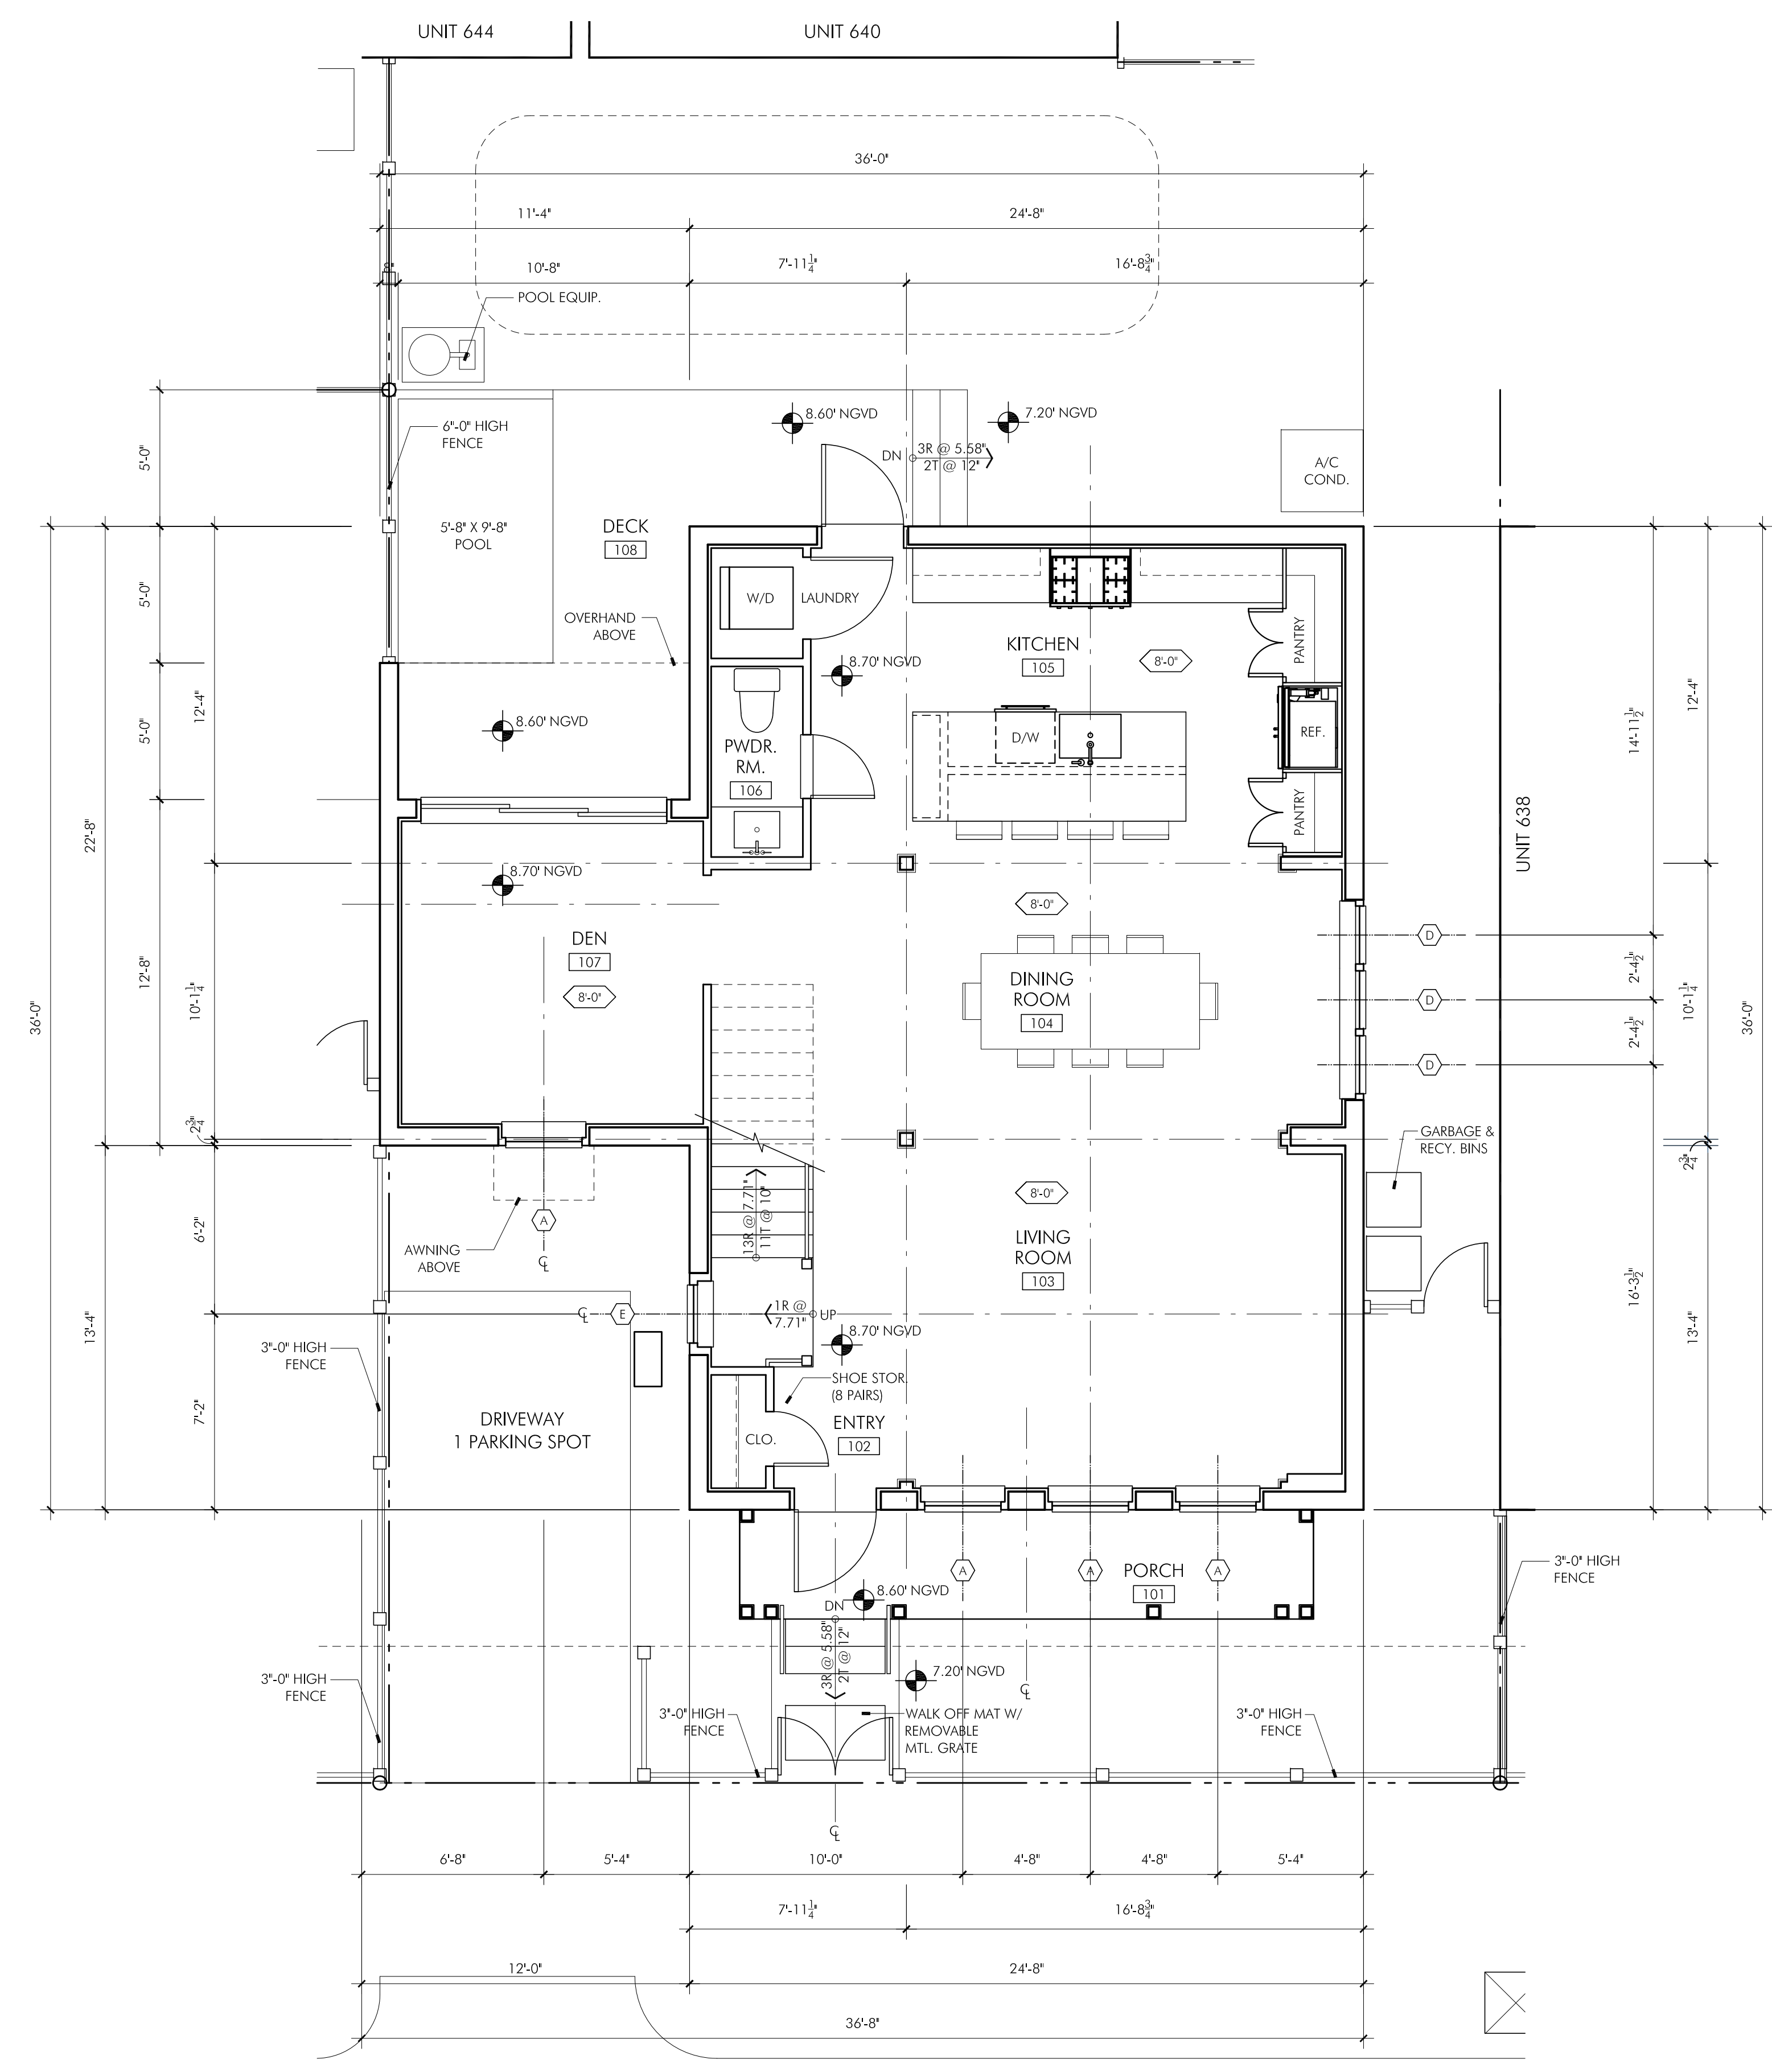 UNIT 644
UNIT 640
36'-0"
11'-4"
24'-8"
8"
10'-8"
7'-11 1/4"
16'-8 3/4"
POOL EQUIP.
8.60' NGVD
7.20' NGVD
6"-0" HIGH
FENCE
DN
3R @ 5.58"
2T @ 12"
A/C
COND.
5'-0"
5'-8" X 9'-8"
POOL
DECK
108
W/D
LAUNDRY
5'-0"
OVERHAND
ABOVE
KITCHEN
105
8'-0"
PANTRY
8.70' NGVD
12'-4"
5'-0"
8.60' NGVD
PWDR.
RM.
106
D/W
REF.
14'-11 1/2"
12'-4"
PANTRY
22'-8"
UNIT 638
8.70' NGVD
8'-0"
DEN
107
8'-0"
DINING
ROOM
104
D
D
D
12'-8"
10'-1 1/4"
36'-0"
2'-4 1/2"
2'-4 1/2"
10'-1 1/4"
36'-0"
2 3/4"
2 3/4"
GARBAGE &
RECY. BINS
13R @ 7.71"
11T @ 10"
8'-0"
LIVING
ROOM
103
A
AWNING
ABOVE
℄
6'-2"
13'-4"
16'-3 1/2"
13'-4"
℄
E
1R @
7.71"
UP
8.70' NGVD
3"-0" HIGH
FENCE
SHOE STOR.
(8 PAIRS)
7'-2"
DRIVEWAY
1 PARKING SPOT
CLO.
ENTRY
102
A
A
A
PORCH
101
3"-0" HIGH
FENCE
8.60' NGVD
DN
3R @ 5.58"
2T @ 12"
7.20' NGVD
3"-0" HIGH
FENCE
℄
3"-0" HIGH
FENCE
WALK OFF MAT W/
REMOVABLE
MTL. GRATE
3"-0" HIGH
FENCE
℄
6'-8"
5'-4"
10'-0"
4'-8"
4'-8"
5'-4"
7'-11 1/4"
16'-8 3/4"
12'-0"
24'-8"
36'-8"